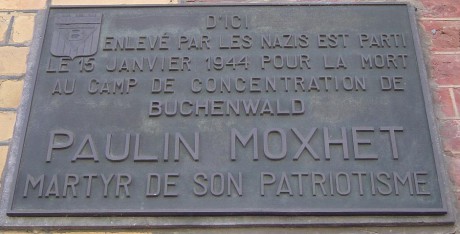 D'ICI
ENLEVÉ PAR LES NAZIS EST PARTI
LE 15 JANVIER 1944 POUR LA MORT
AU CAMP DE CONCENTRATION DE
BUCHENWALD
PAULIN MOXHET
MARTYR DE SON PATRIOTISME